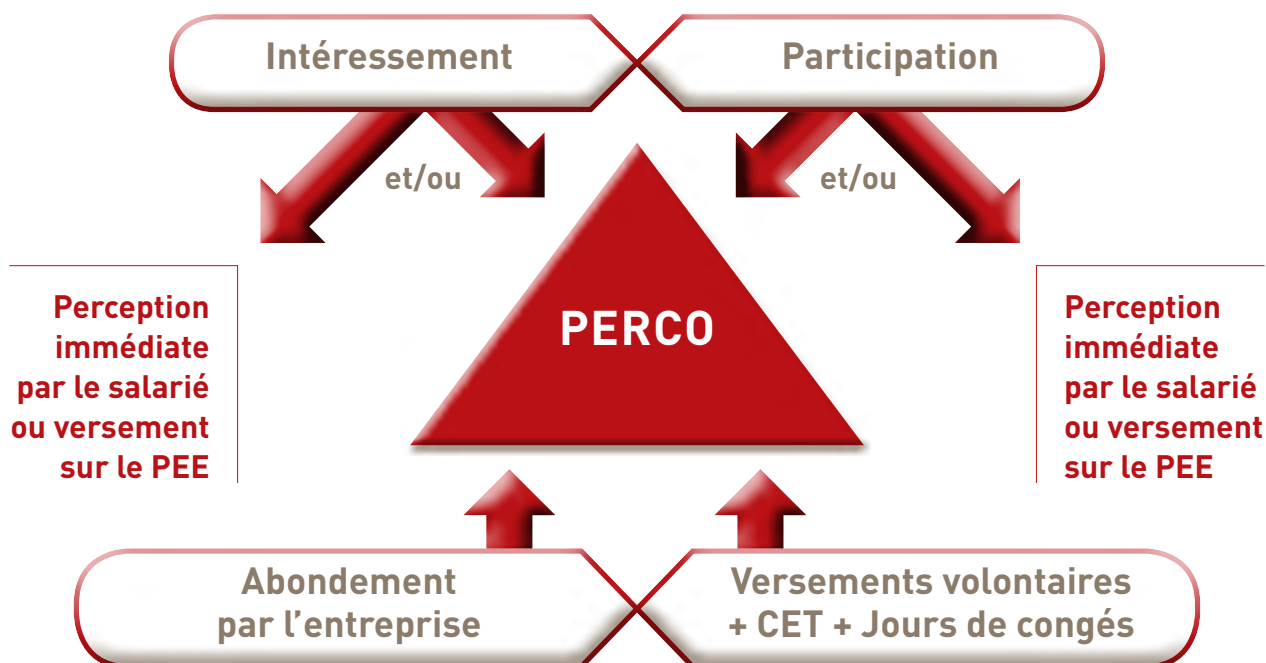 Intéressement
Participation
et/ou
et/ou
Perception
immédiate
par le salarié
ou versement
sur le PEE
PERCO
Perception
immédiate
par le salarié
ou versement
sur le PEE
Abondement
par l’entreprise
Versements volontaires
+ CET + Jours de congés